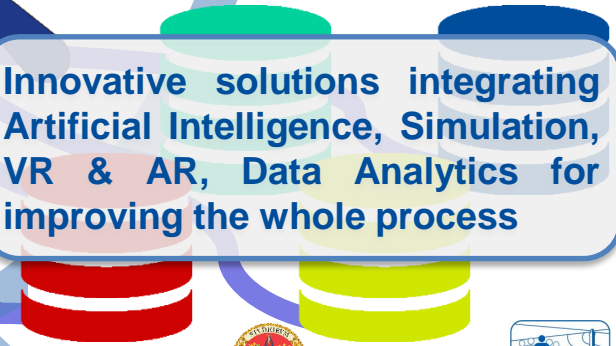 Innovative solutions integrating
Artificial Intelligence, Simulation,
VR & AR, Data Analytics for
improving the whole process